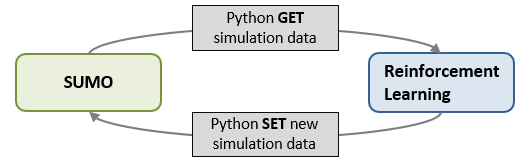 Python GET
simulation data
SUMO
Reinforcement
Learning
Python SET new
simulation data